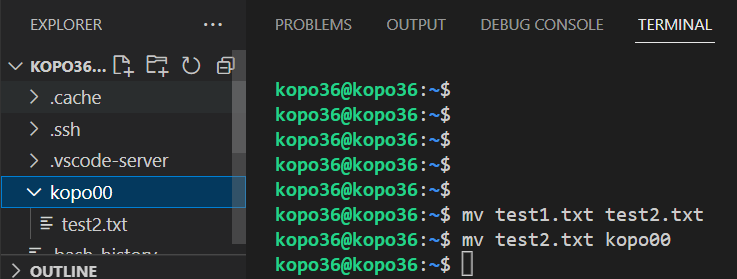 EXPLORER
KOPO36...
.cache
.ssh
.vscode-server
kopo00
test2.txt
.bash_history
OUTLINE
PROBLEMS OUTPUT DEBUG CONSOLE TERMINAL
kopo36@kopo36:~$
kopo36@kopo36:~$
kopo36@kopo36:~$
kopo36@kopo36:~$
kopo36@kopo36:~$
kopo36@kopo36:~$ mv test1.txt test2.txt
kopo36@kopo36:~$ mv test2.txt kopo00
kopo36@kopo36:~$